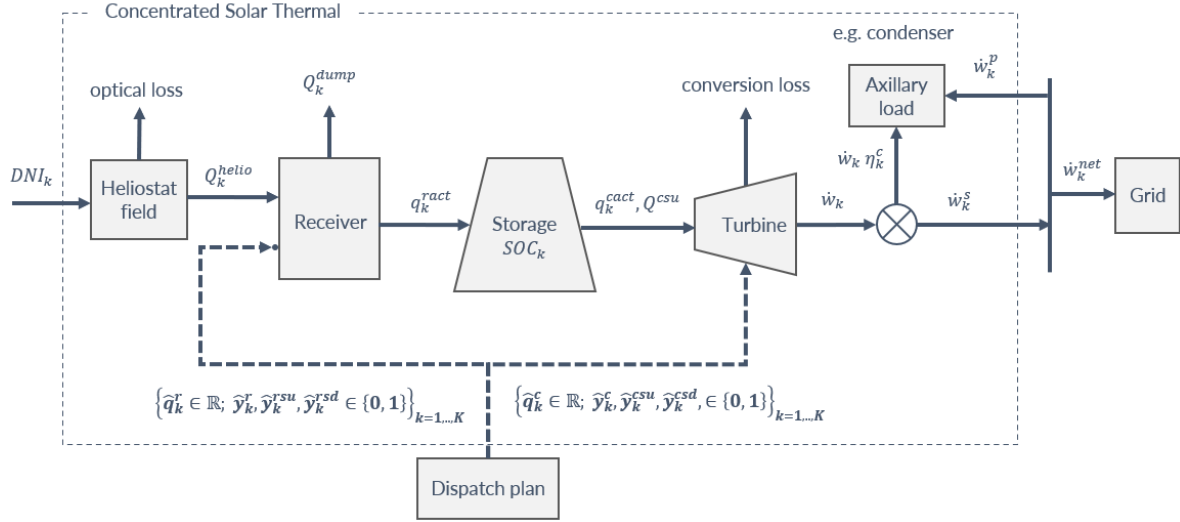 Concentrated Solar Thermal
e.g. condenser
optical loss
Q_k^{dump}
conversion loss
Axillary
load
ẇ_k^p
DNI_k
Heliostat
field
Q_k^{helio}
Receiver
q_k^{ract}
Storage
SOC_k
q_k^{cact}, Q^{csu}
Turbine
ẇ_k
ẇ_k η_k^c
ẇ_k^s
ẇ_k^{net}
Grid
{q̂_k^r ∈ ℝ; ŷ_k^r, ŷ_k^{rsu}, ŷ_k^{rsd} ∈ {0, 1}}_{k=1,..,K}
{q̂_k^c ∈ ℝ; ŷ_k^c, ŷ_k^{csu}, ŷ_k^{csd}, ∈ {0, 1}}_{k=1,..,K}
Dispatch plan